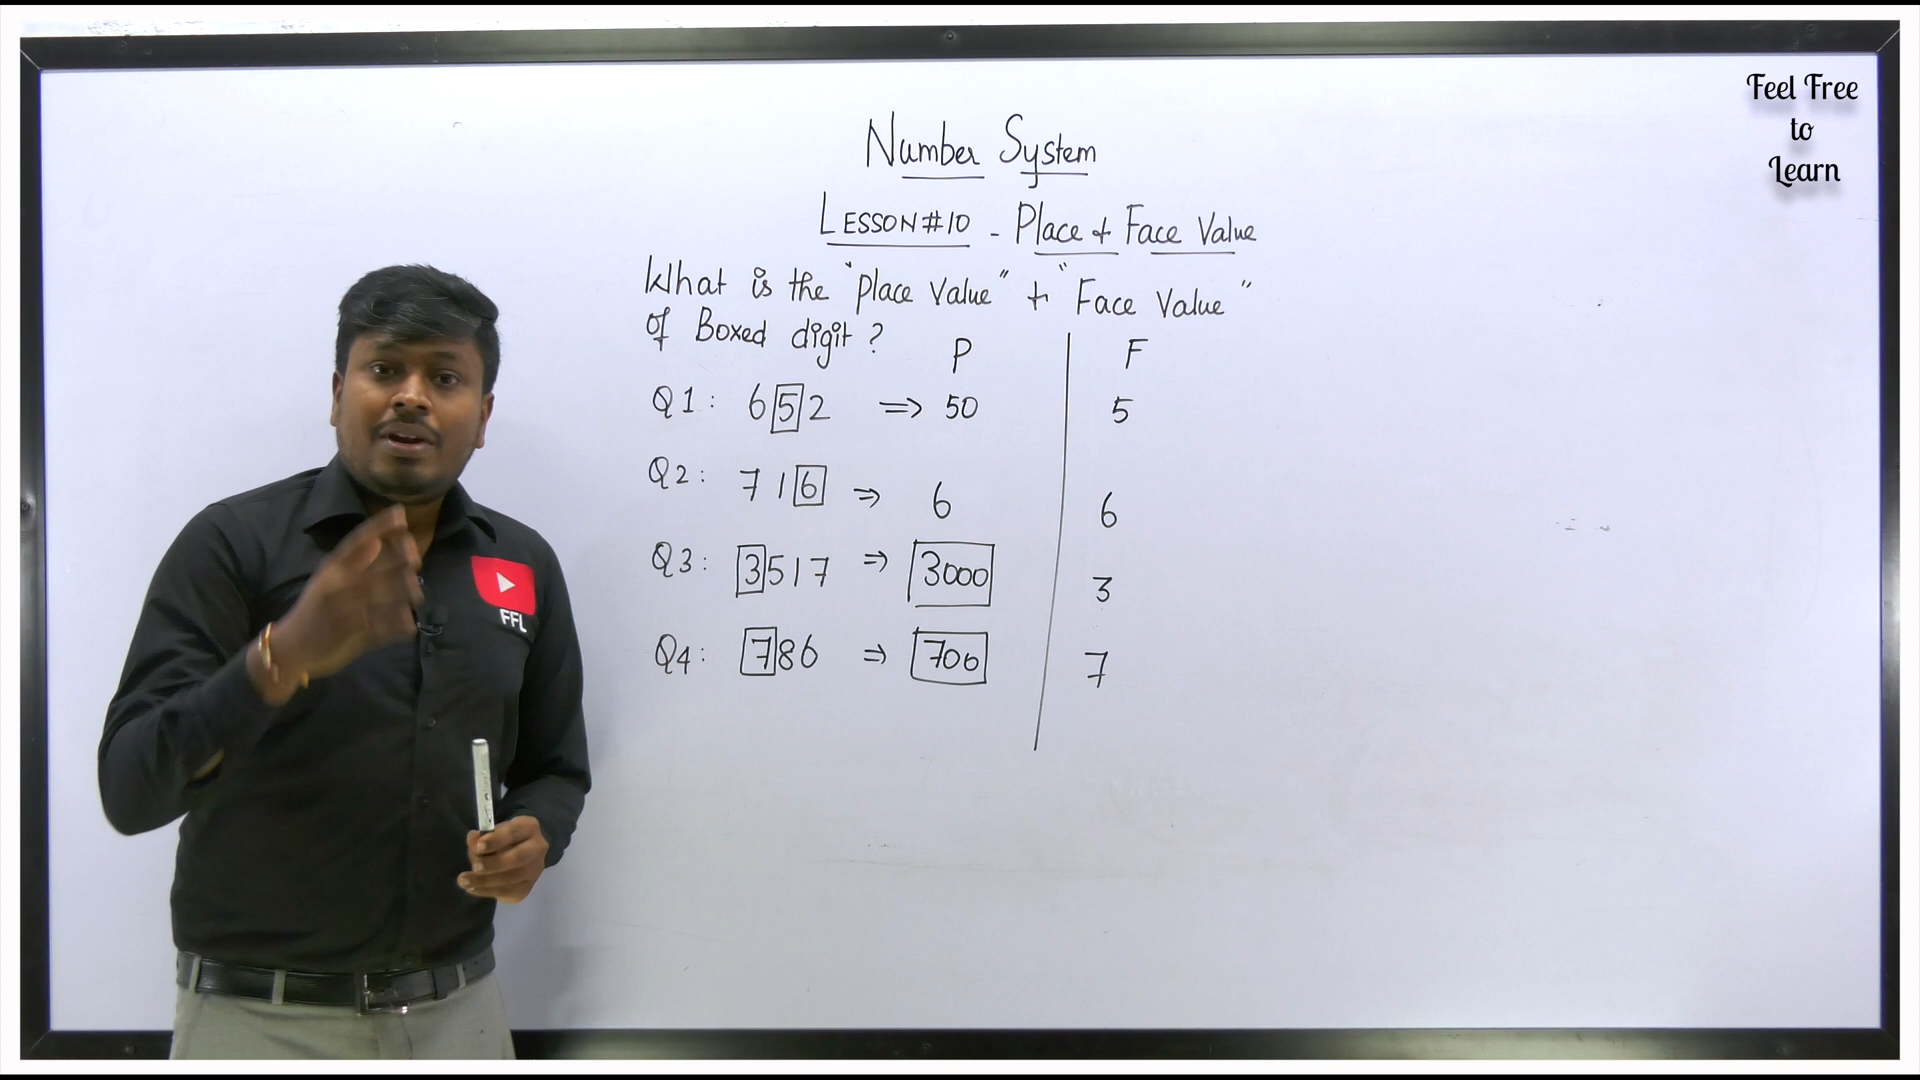 Feel Free
to
Learn
Number System
LESSON#10 - Place & Face Value
What is the "Place Value" & "Face Value"
of Boxed digit?
P F
Q1: 652 => 50 5
Q2: 716 => 6 6
Q3: 3517 => 3000 3
Q4: 786 => 700 7
FFL